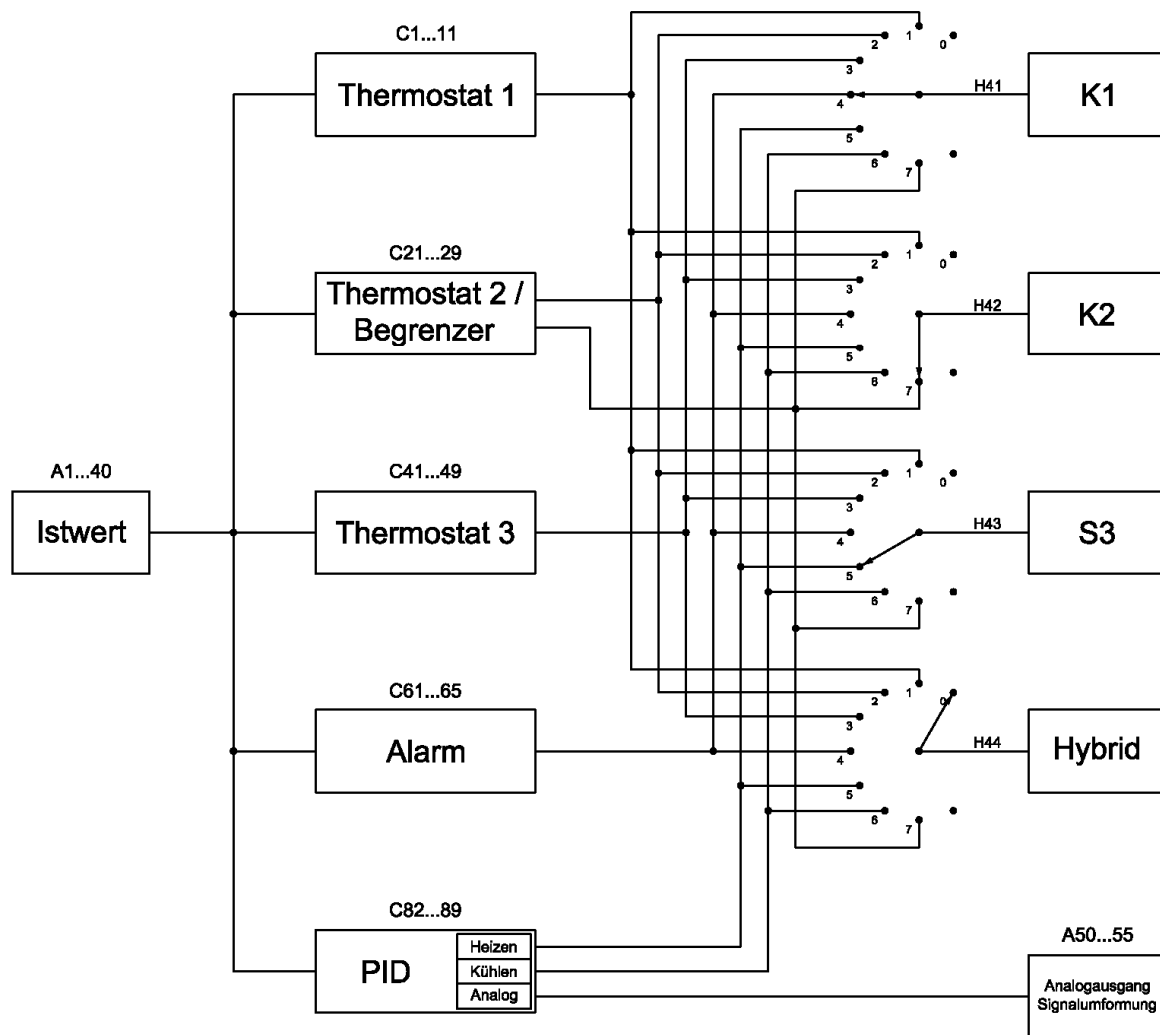 C1...11
Thermostat 1
1
2
0
3
4
5
6
7
H41
K1
C21...29
Thermostat 2 /
Begrenzer
1
2
0
3
4
5
6
7
H42
K2
A1...40
Istwert
C41...49
Thermostat 3
1
2
0
3
4
5
6
7
H43
S3
C61...65
Alarm
1
2
0
3
4
5
6
7
H44
Hybrid
C82...89
PID
Heizen
Kühlen
Analog
A50...55
Analogausgang
Signalumformung